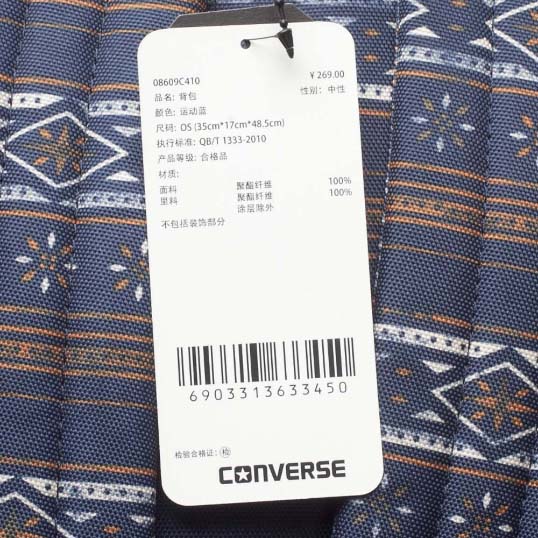 08609C410 ¥ 269.00
品名: 背包 性别: 中性
颜色: 运动蓝
尺码: OS (35cm*17cm*48.5cm)
执行标准: QB/T 1333-2010
产品等级: 合格品
材质:
面料 聚酯纤维 100%
里料 聚酯纤维 100%
涂层除外
不包括装饰部分
6903313633450
检验合格证: 检
CONVERSE